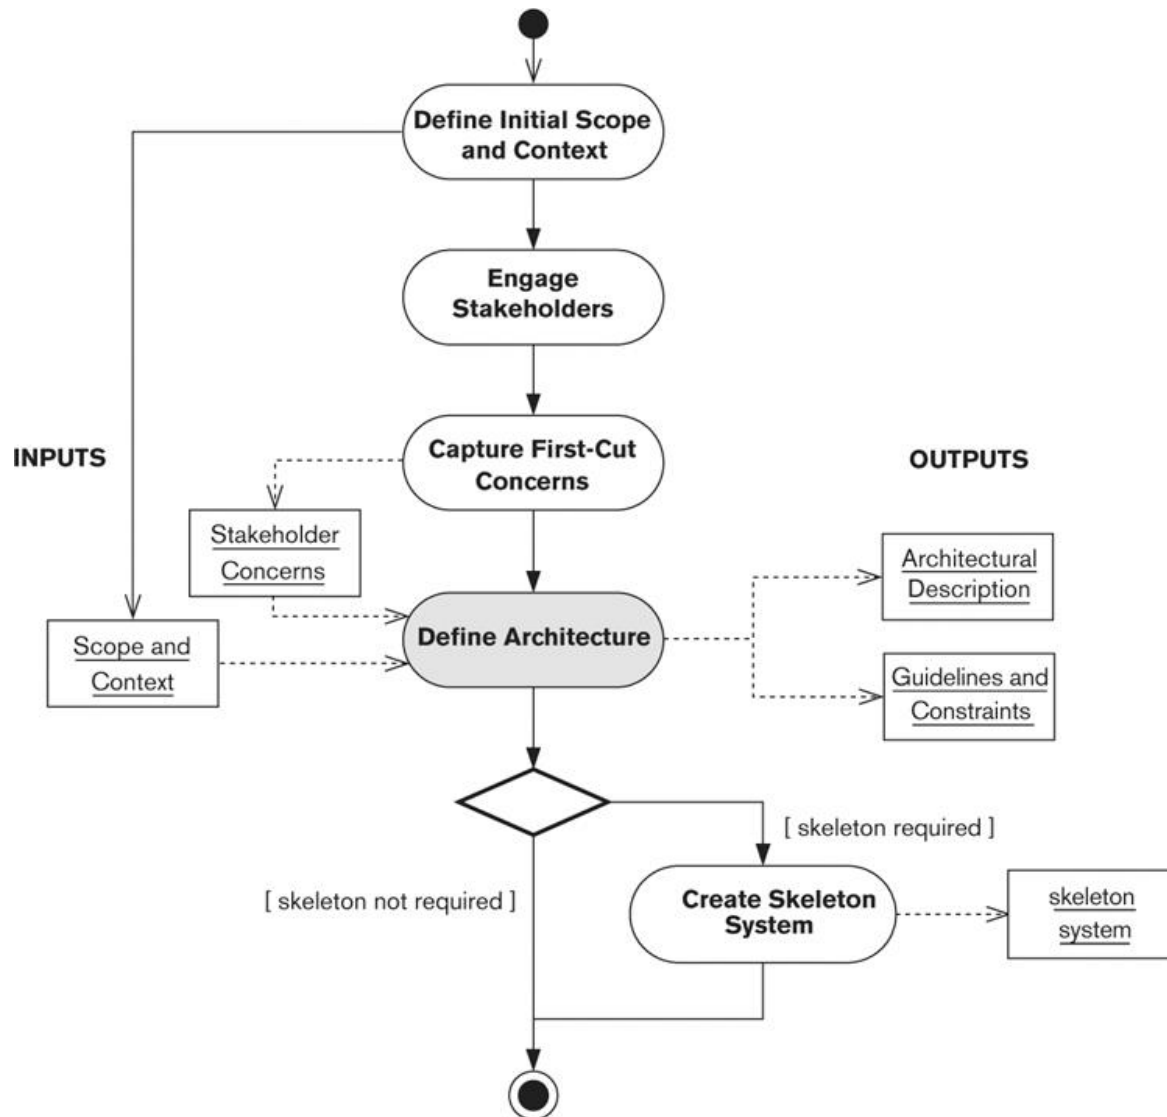 Define Initial Scope
and Context
Engage
Stakeholders
Capture First-Cut
Concerns
INPUTS
OUTPUTS
Stakeholder
Concerns
Architectural
Description
Define Architecture
Scope and
Context
Guidelines and
Constraints
[ skeleton required ]
[ skeleton not required ]
Create Skeleton
System
skeleton
system